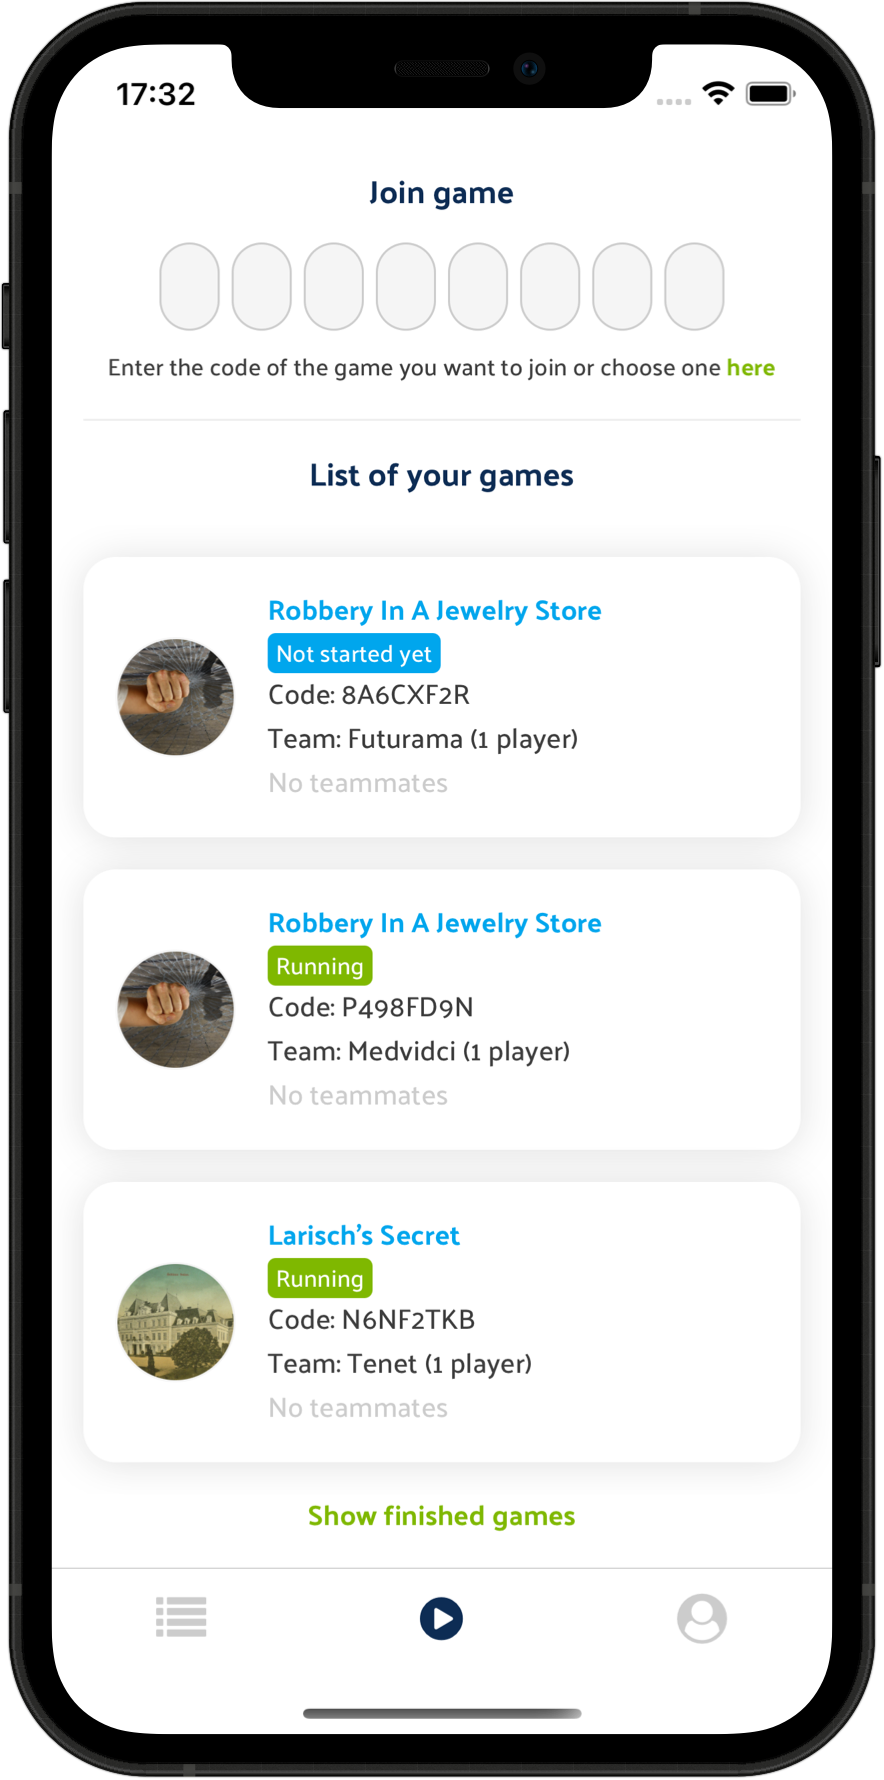 17:32
Join game
Enter the code of the game you want to join or choose one here
List of your games
Robbery In A Jewelry Store
Not started yet
Code: 8A6CXF2R
Team: Futurama (1 player)
No teammates
Robbery In A Jewelry Store
Running
Code: P498FD9N
Team: Medvidci (1 player)
No teammates
Larisch's Secret
Running
Code: N6NF2TKB
Team: Tenet (1 player)
No teammates
Show finished games